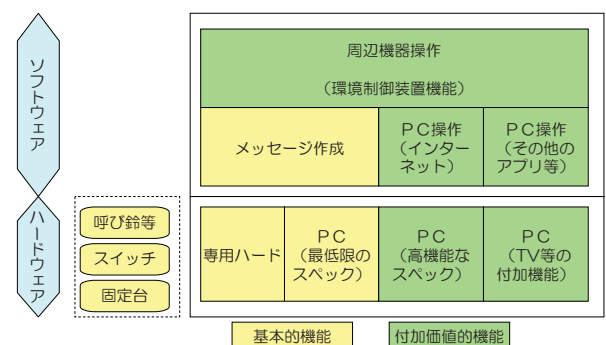 ソフトウェア
周辺機器操作
（環境制御装置機能）
メッセージ作成
ＰＣ操作
（インター
ネット）
ＰＣ操作
（その他の
アプリ等）
ハードウェア
呼び鈴等
スイッチ
固定台
専用ハード
ＰＣ
（最低限の
スペック）
ＰＣ
（高機能な
スペック）
ＰＣ
（TV等の
付加機能）
基本的機能
付加価値的機能